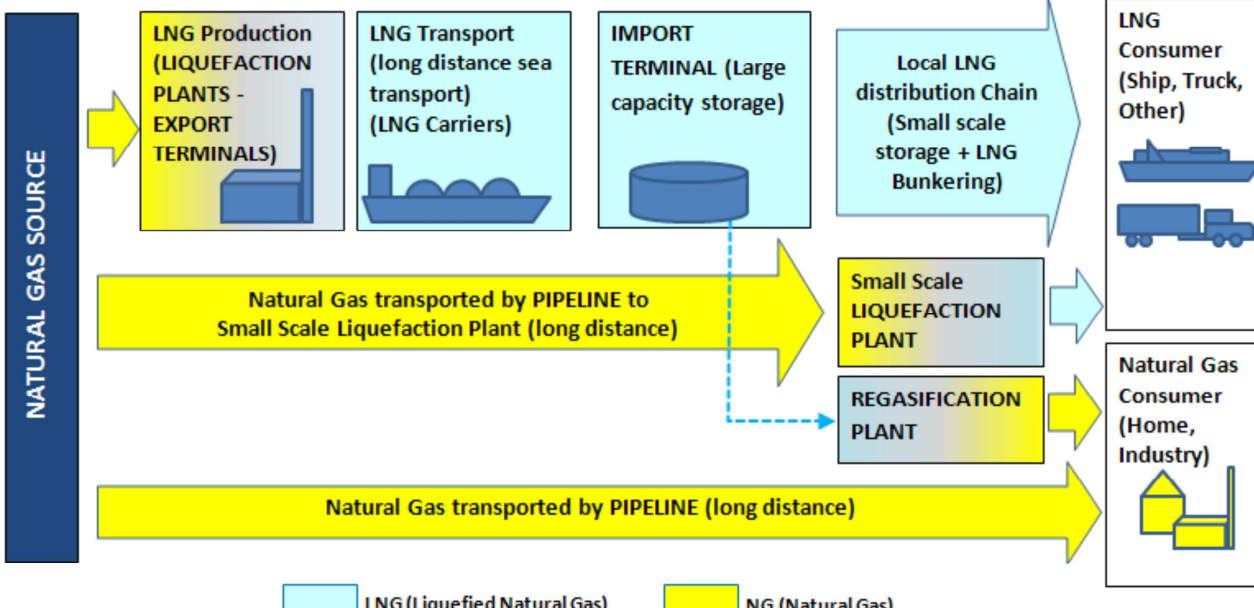 NATURAL GAS SOURCE
LNG Production
(LIQUEFACTION
PLANTS -
EXPORT
TERMINALS)
LNG Transport
(long distance sea
transport)
(LNG Carriers)
IMPORT
TERMINAL (Large
capacity storage)
Local LNG
distribution Chain
(Small scale
storage + LNG
Bunkering)
LNG
Consumer
(Ship, Truck,
Other)
Natural Gas transported by PIPELINE to
Small Scale Liquefaction Plant (long distance)
Small Scale
LIQUEFACTION
PLANT
REGASIFICATION
PLANT
Natural Gas
Consumer
(Home,
Industry)
Natural Gas transported by PIPELINE (long distance)
LNG (Liquefied Natural Gas)
NG (Natural Gas)